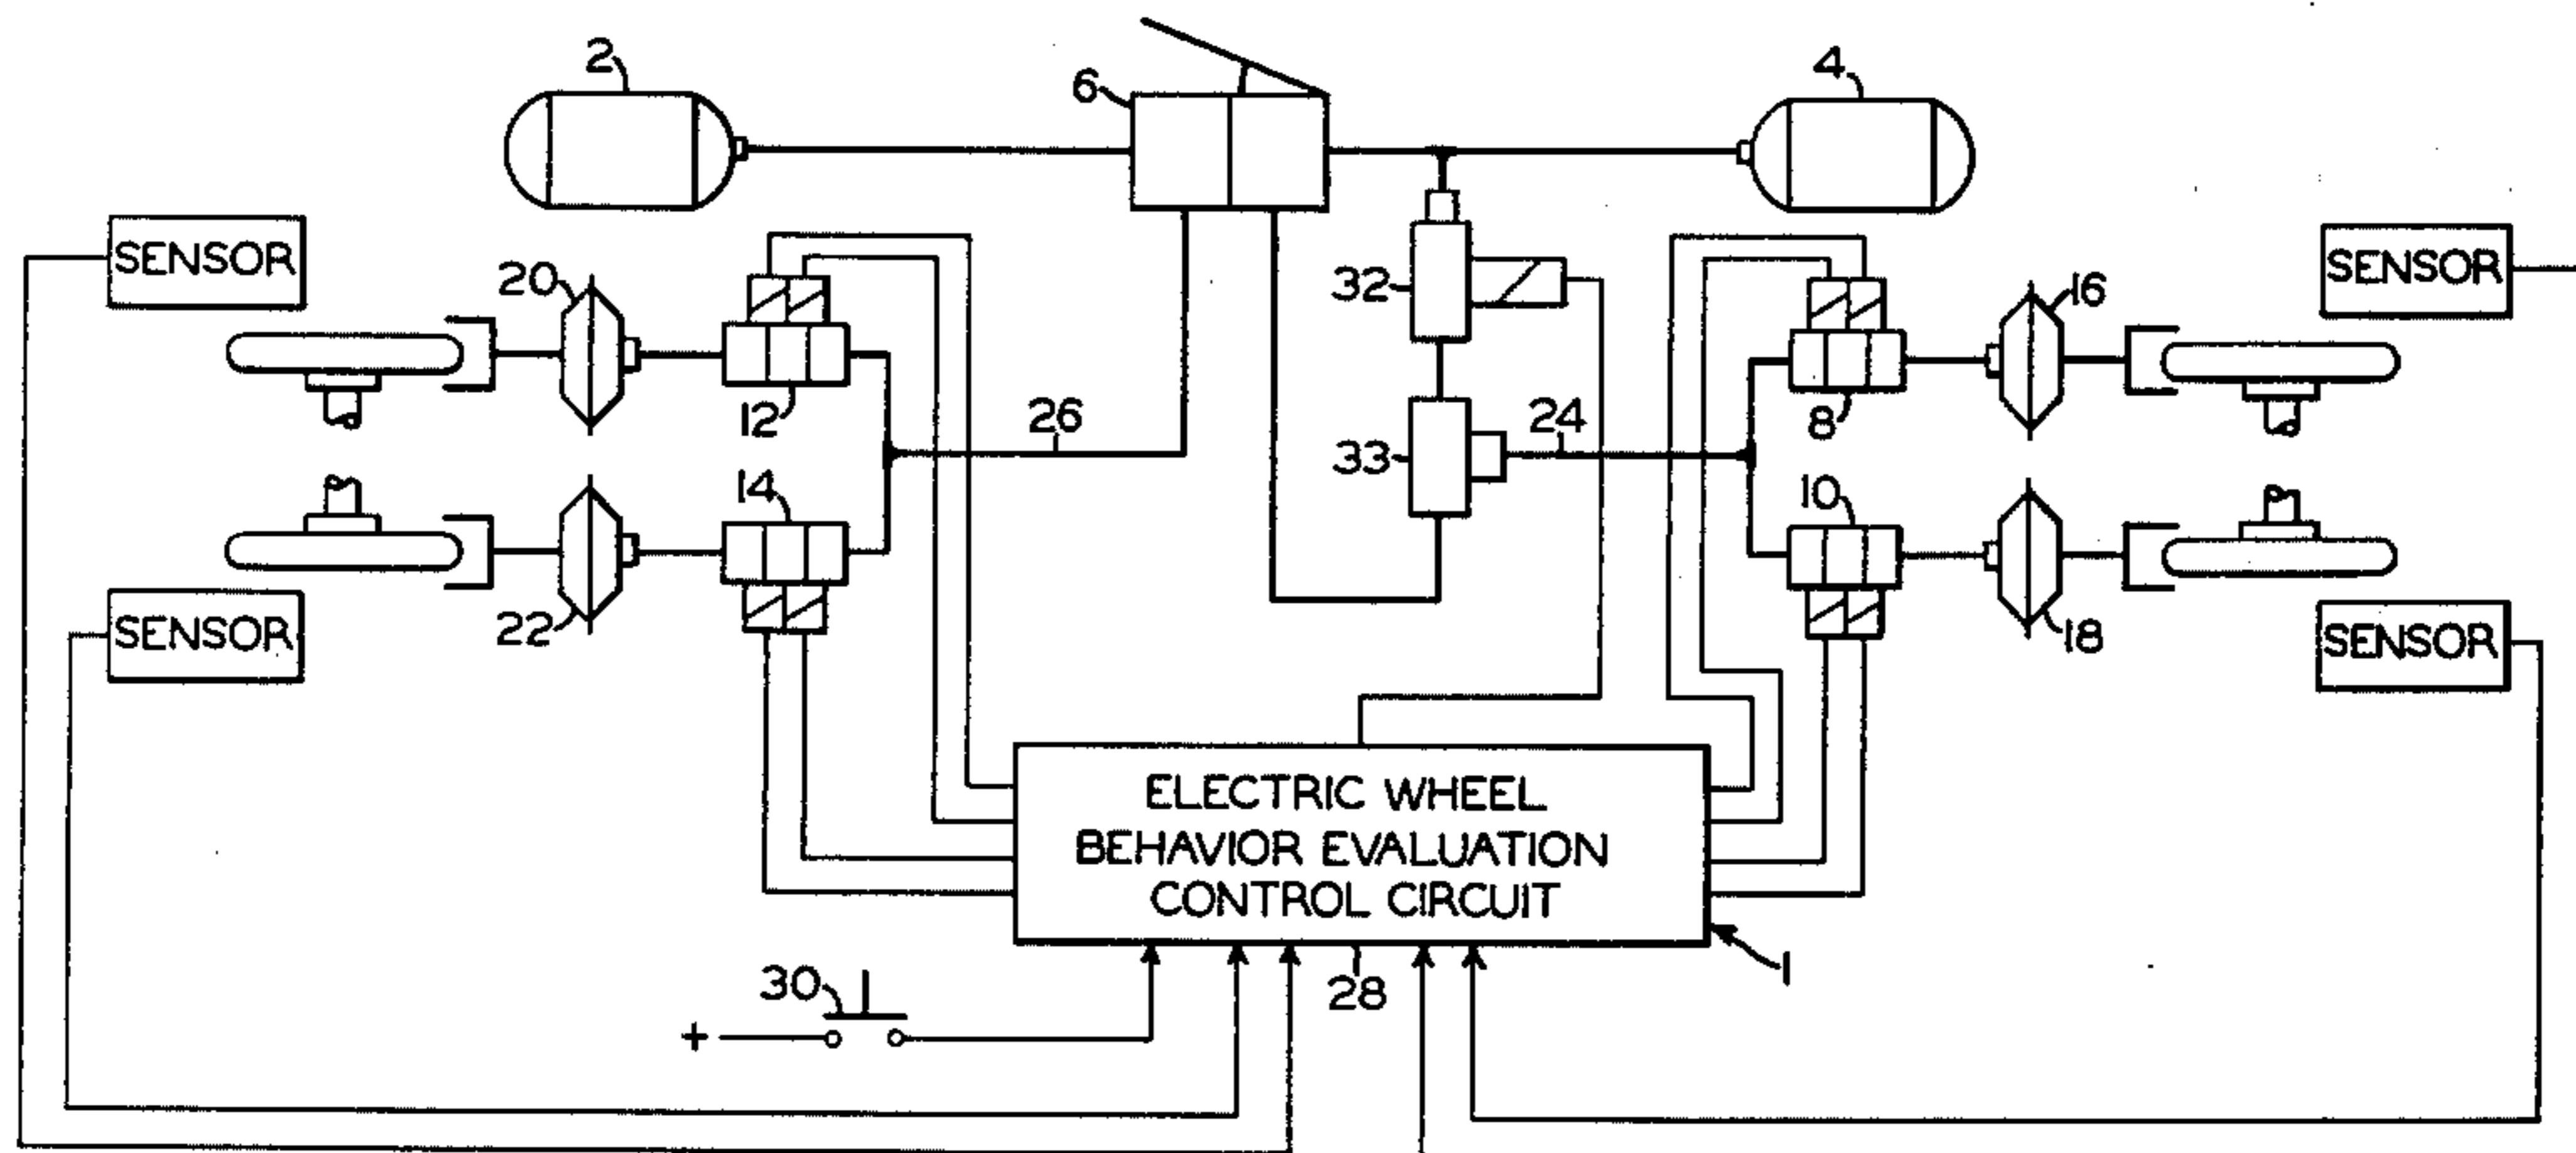 2
6
4
SENSOR
20
12
32
8
16
SENSOR
26
33
24
14
10
SENSOR
22
18
SENSOR
ELECTRIC WHEEL
BEHAVIOR EVALUATION
CONTROL CIRCUIT
30
28
1
+